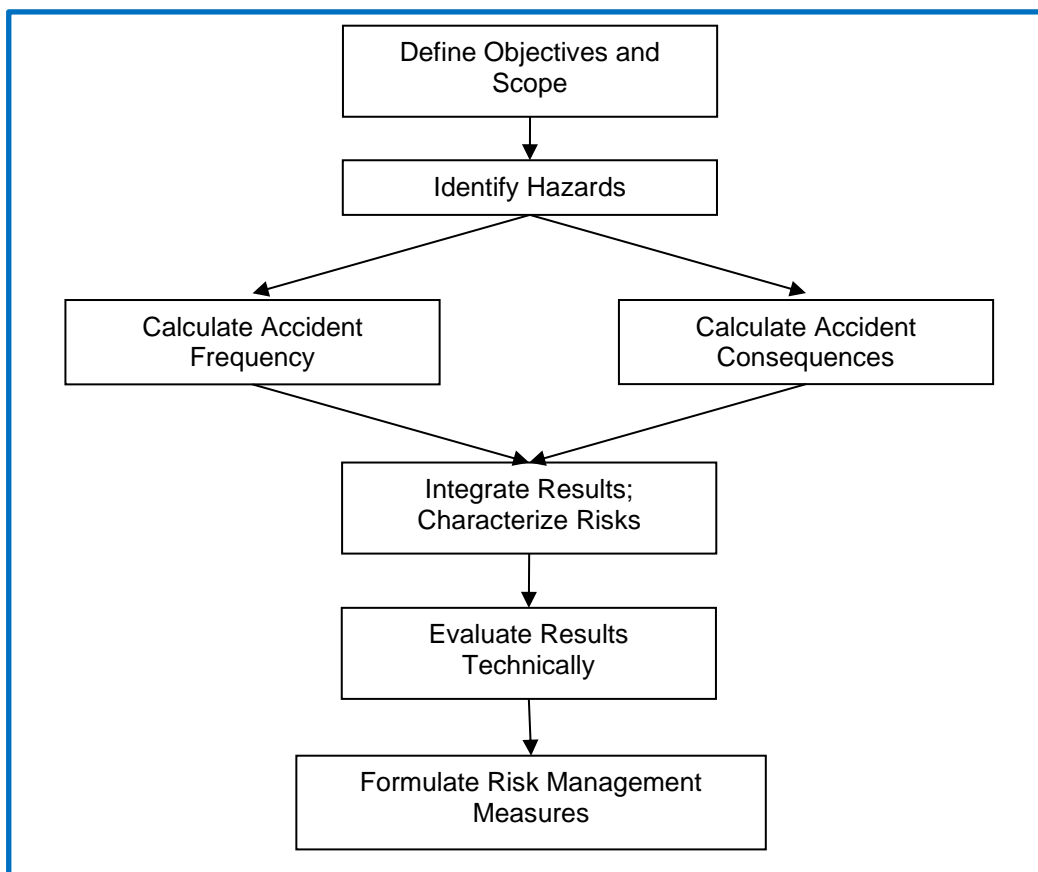 Define Objectives and
Scope
Identify Hazards
Calculate Accident
Frequency
Calculate Accident
Consequences
Integrate Results;
Characterize Risks
Evaluate Results
Technically
Formulate Risk Management
Measures